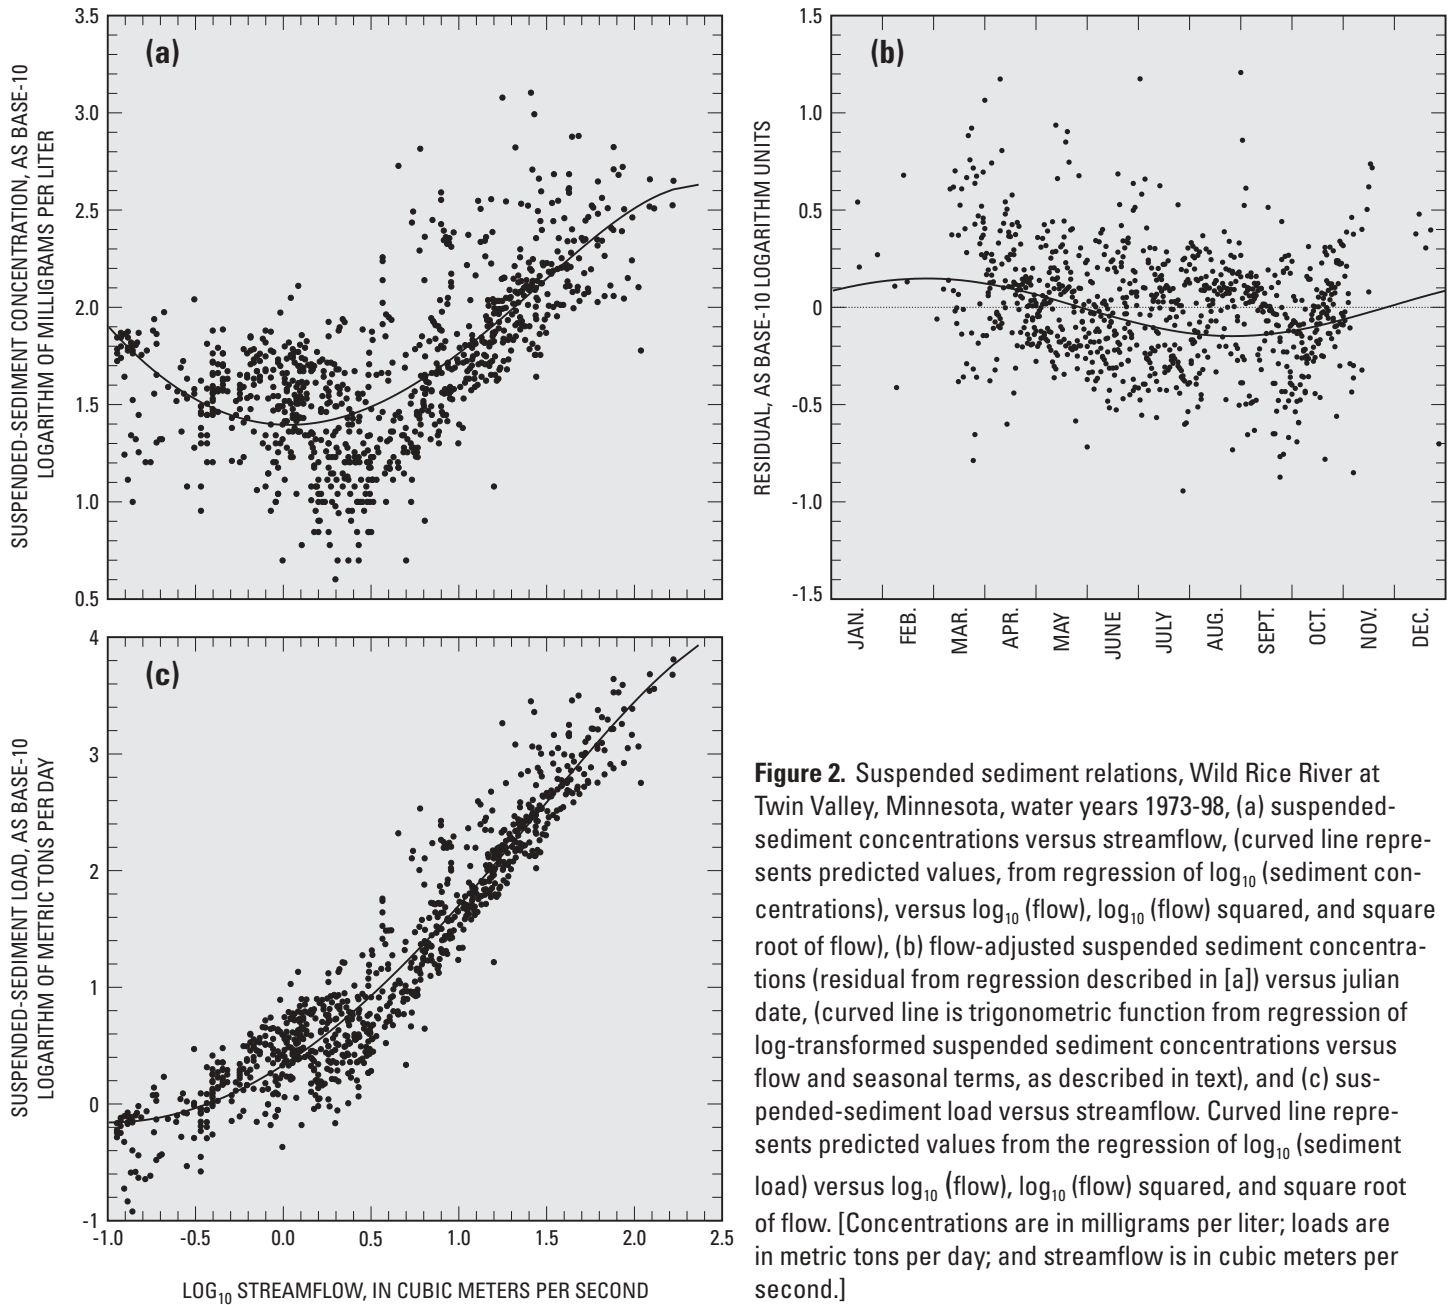 (a)
3.5
3.0
2.5
2.0
1.5
1.0
0.5
SUSPENDED-SEDIMENT CONCENTRATION, AS BASE-10
LOGARITHM OF MILLIGRAMS PER LITER
(b)
1.5
1.0
0.5
0
-0.5
-1.0
-1.5
RESIDUAL, AS BASE-10 LOGARITHM UNITS
JAN.
FEB.
MAR.
APR.
MAY
JUNE
JULY
AUG.
SEPT.
OCT.
NOV.
DEC.
(c)
4
3
2
1
0
-1
SUSPENDED-SEDIMENT LOAD, AS BASE-10
LOGARITHM OF METRIC TONS PER DAY
-1.0 -0.5 0.0 0.5 1.0 1.5 2.0 2.5
LOG10 STREAMFLOW, IN CUBIC METERS PER SECOND
Figure 2. Suspended sediment relations, Wild Rice River at
Twin Valley, Minnesota, water years 1973-98, (a) suspended-
sediment concentrations versus streamflow, (curved line repre-
sents predicted values, from regression of log10 (sediment con-
centrations), versus log10 (flow), log10 (flow) squared, and square
root of flow), (b) flow-adjusted suspended sediment concentra-
tions (residual from regression described in [a]) versus julian
date, (curved line is trigonometric function from regression of
log-transformed suspended sediment concentrations versus
flow and seasonal terms, as described in text), and (c) sus-
pended-sediment load versus streamflow. Curved line repre-
sents predicted values from the regression of log10 (sediment
load) versus log10 (flow), log10 (flow) squared, and square root
of flow. [Concentrations are in milligrams per liter; loads are
in metric tons per day; and streamflow is in cubic meters per
second.]